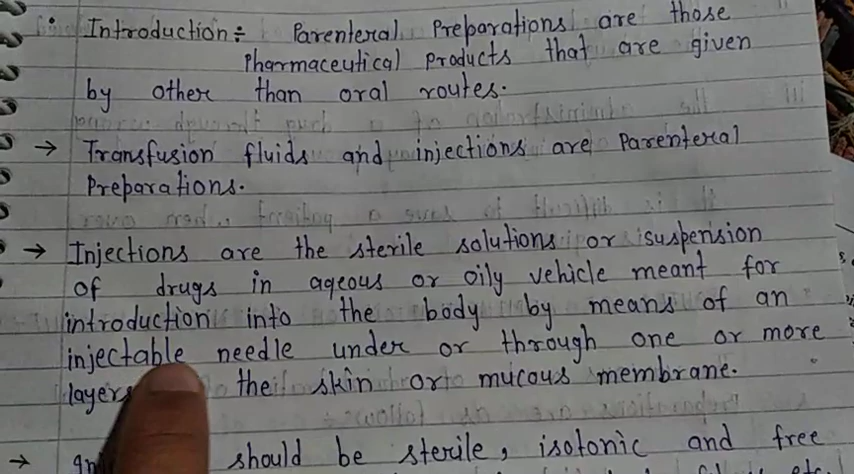 Introduction÷ Parenteral Preparations are those
Pharmaceutical Products that are given
by other than oral routes.
→ Transfusion fluids and injections are Parenteral
Preparations.
→ Injections are the sterile solutions or suspension
of drugs in aqeous or oily vehicle meant for
introduction into the body by means of an
injectable needle under or through one or more
layers the skin or mucous membrane.
→ should be sterile, isotonic and free